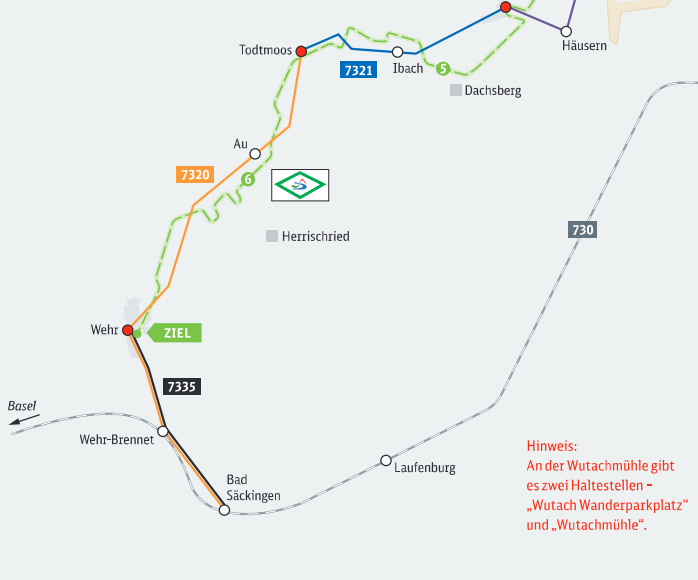 Todtmoos
7321
Ibach
5
Häusern
Dachsberg
Au
7320
6
Herrischried
730
Wehr
ZIEL
7335
Basel
Wehr-Brennet
Bad
Säckingen
Laufenburg
Hinweis:
An der Wutachmühle gibt
es zwei Haltestellen –
„Wutach Wanderparkplatz“
und „Wutachmühle“.